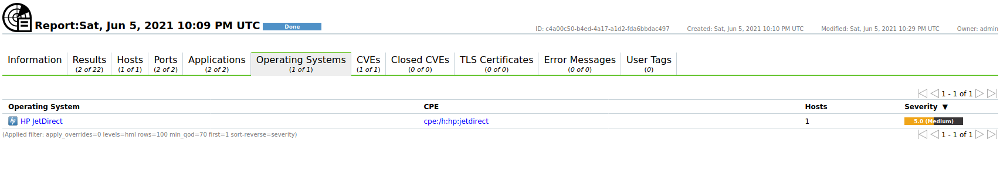 Report:Sat, Jun 5, 2021 10:09 PM UTC Done
ID: c4a00c50-b4ed-4a17-a1d2-fda6bbdac497 Created: Sat, Jun 5, 2021 10:10 PM UTC Modified: Sat, Jun 5, 2021 10:29 PM UTC Owner: admin
Information Results Hosts Ports Applications Operating Systems CVEs Closed CVEs TLS Certificates Error Messages User Tags
(2 of 22) (1 of 1) (2 of 2) (2 of 2) (1 of 1) (1 of 1) (0 of 0) (0 of 0) (0 of 0) (0)
1 - 1 of 1
Operating System CPE Hosts Severity ▼
hp HP JetDirect cpe:/h:hp:jetdirect 1 5.0 (Medium)
(Applied filter: apply_overrides=0 levels=hml rows=100 min_qod=70 first=1 sort-reverse=severity) 1 - 1 of 1